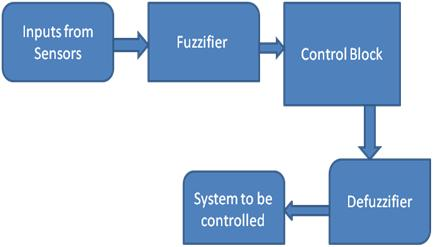 Inputs from
Sensors
Fuzzifier
Control Block
Defuzzifier
System to be
controlled